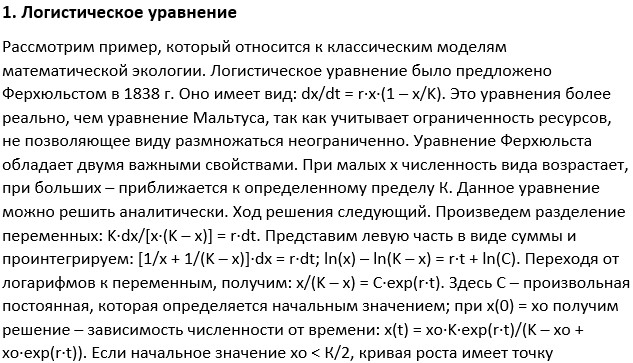 1. Логистическое уравнение
Рассмотрим пример, который относится к классическим моделям
математической экологии. Логистическое уравнение было предложено
Ферхюльстом в 1838 г. Оно имеет вид: dx/dt = r·x·(1 – x/K). Это уравнения более
реально, чем уравнение Мальтуса, так как учитывает ограниченность ресурсов,
не позволяющее виду размножаться неограниченно. Уравнение Ферхюльста
обладает двумя важными свойствами. При малых х численность вида возрастает,
при больших – приближается к определенному пределу К. Данное уравнение
можно решить аналитически. Ход решения следующий. Произведем разделение
переменных: K·dx/[x·(K – x)] = r·dt. Представим левую часть в виде суммы и
проинтегрируем: [1/x + 1/(K – x)]·dx = r·dt; ln(x) – ln(K – x) = r·t + ln(C). Переходя от
логарифмов к переменным, получим: x/(K – x) = C·exp(r·t). Здесь С – произвольная
постоянная, которая определяется начальным значением; при x(0) = xo получим
решение – зависимость численности от времени: x(t) = xo·K·exp(r·t)/(K – xo +
xo·exp(r·t)). Если начальное значение xo < К/2, кривая роста имеет точку